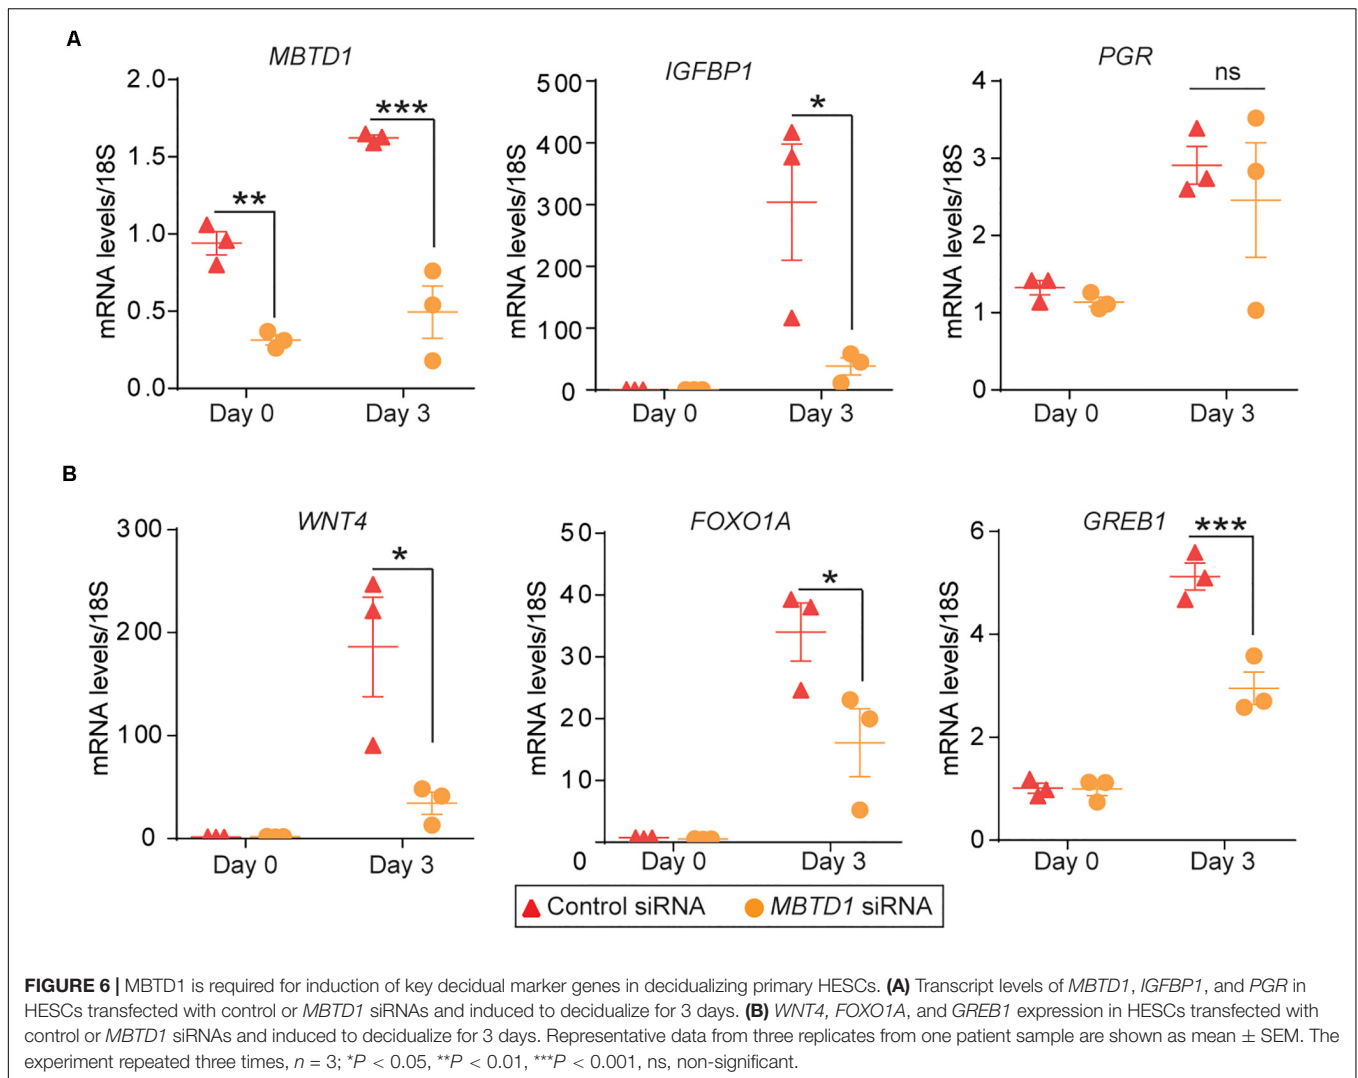 A
MBTD1
mRNA levels/18S
2.0
1.5
1.0
0.5
0.0
**
***
Day 0
Day 3
IGFBP1
mRNA levels/18S
500
400
300
200
100
0
*
Day 0
Day 3
PGR
mRNA levels/18S
4
3
2
1
0
ns
Day 0
Day 3
B
WNT4
mRNA levels/18S
300
200
100
0
*
Day 0
Day 3
FOXO1A
mRNA levels/18S
50
40
30
20
10
0
*
Day 0
Day 3
GREB1
mRNA levels/18S
6
4
2
0
***
Day 0
Day 3
Control siRNA MBTD1 siRNA
FIGURE 6 | MBTD1 is required for induction of key decidual marker genes in decidualizing primary HESCs. (A) Transcript levels of MBTD1, IGFBP1, and PGR in
HESCs transfected with control or MBTD1 siRNAs and induced to decidualize for 3 days. (B) WNT4, FOXO1A, and GREB1 expression in HESCs transfected with
control or MBTD1 siRNAs and induced to decidualize for 3 days. Representative data from three replicates from one patient sample are shown as mean ± SEM. The
experiment repeated three times, n = 3; *P < 0.05, **P < 0.01, ***P < 0.001, ns, non-significant.